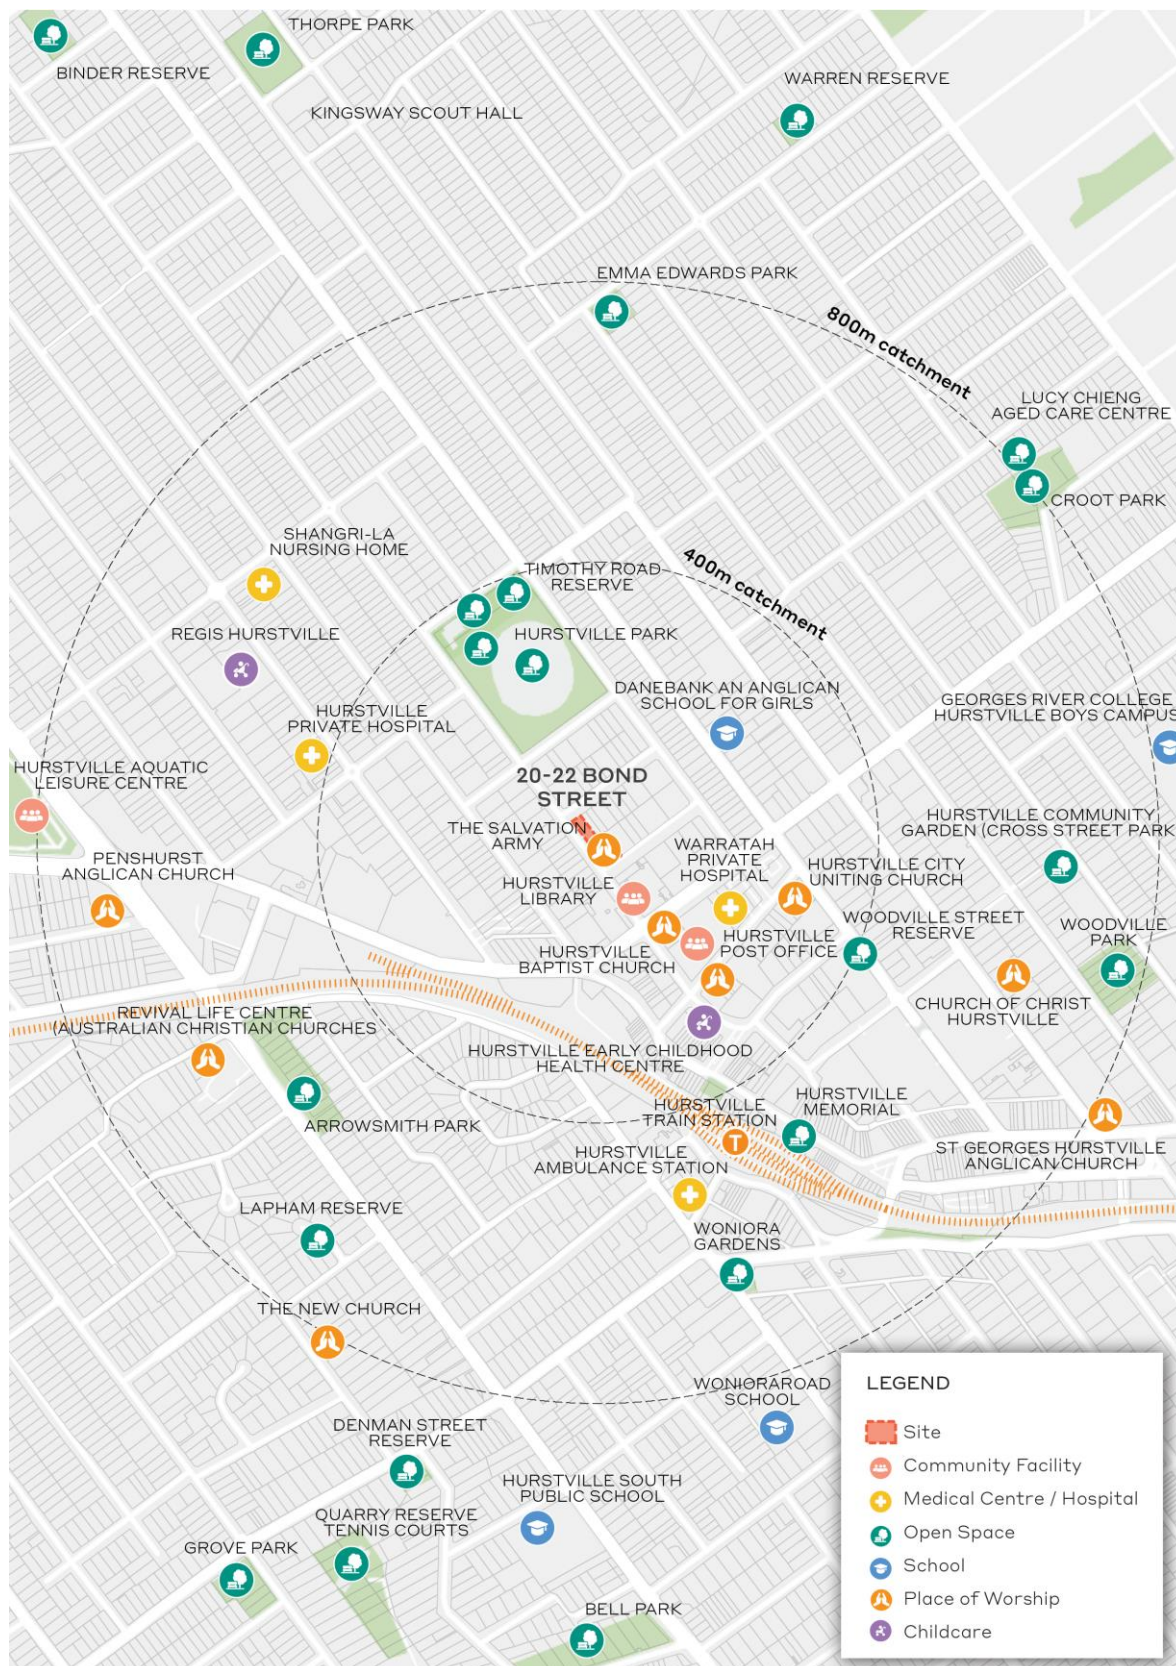 THORPE PARK
BINDER RESERVE
WARREN RESERVE
KINGSWAY SCOUT HALL
EMMA EDWARDS PARK
800m catchment
LUCY CHIENG
AGED CARE CENTRE
CROOT PARK
SHANGRI-LA
NURSING HOME
400m catchment
TIMOTHY ROAD
RESERVE
REGIS HURSTVILLE
HURSTVILLE PARK
DANEBANK AN ANGLICAN
SCHOOL FOR GIRLS
GEORGES RIVER COLLEGE
HURSTVILLE BOYS CAMPUS
HURSTVILLE
PRIVATE HOSPITAL
HURSTVILLE AQUATIC
LEISURE CENTRE
20-22 BOND
STREET
THE SALVATION
ARMY
WARRATAH
PRIVATE
HOSPITAL
HURSTVILLE COMMUNITY
GARDEN (CROSS STREET PARK
PENSHURST
ANGLICAN CHURCH
HURSTVILLE CITY
UNITING CHURCH
HURSTVILLE
LIBRARY
WOODVILLE STREET
RESERVE
WOODVILLE
PARK
HURSTVILLE
POST OFFICE
HURSTVILLE
BAPTIST CHURCH
CHURCH OF CHRIST
HURSTVILLE
REVIVAL LIFE CENTRE
(AUSTRALIAN CHRISTIAN CHURCHES
HURSTVILLE EARLY CHILDHOOD
HEALTH CENTRE
HURSTVILLE
MEMORIAL
HURSTVILLE
TRAIN STATION
T
ARROWSMITH PARK
HURSTVILLE
AMBULANCE STATION
ST GEORGES HURSTVILLE
ANGLICAN CHURCH
LAPHAM RESERVE
WONIORA
GARDENS
THE NEW CHURCH
WONIORAROAD
SCHOOL
DENMAN STREET
RESERVE
HURSTVILLE SOUTH
PUBLIC SCHOOL
QUARRY RESERVE
TENNIS COURTS
GROVE PARK
BELL PARK
LEGEND
Site
Community Facility
Medical Centre / Hospital
Open Space
School
Place of Worship
Childcare